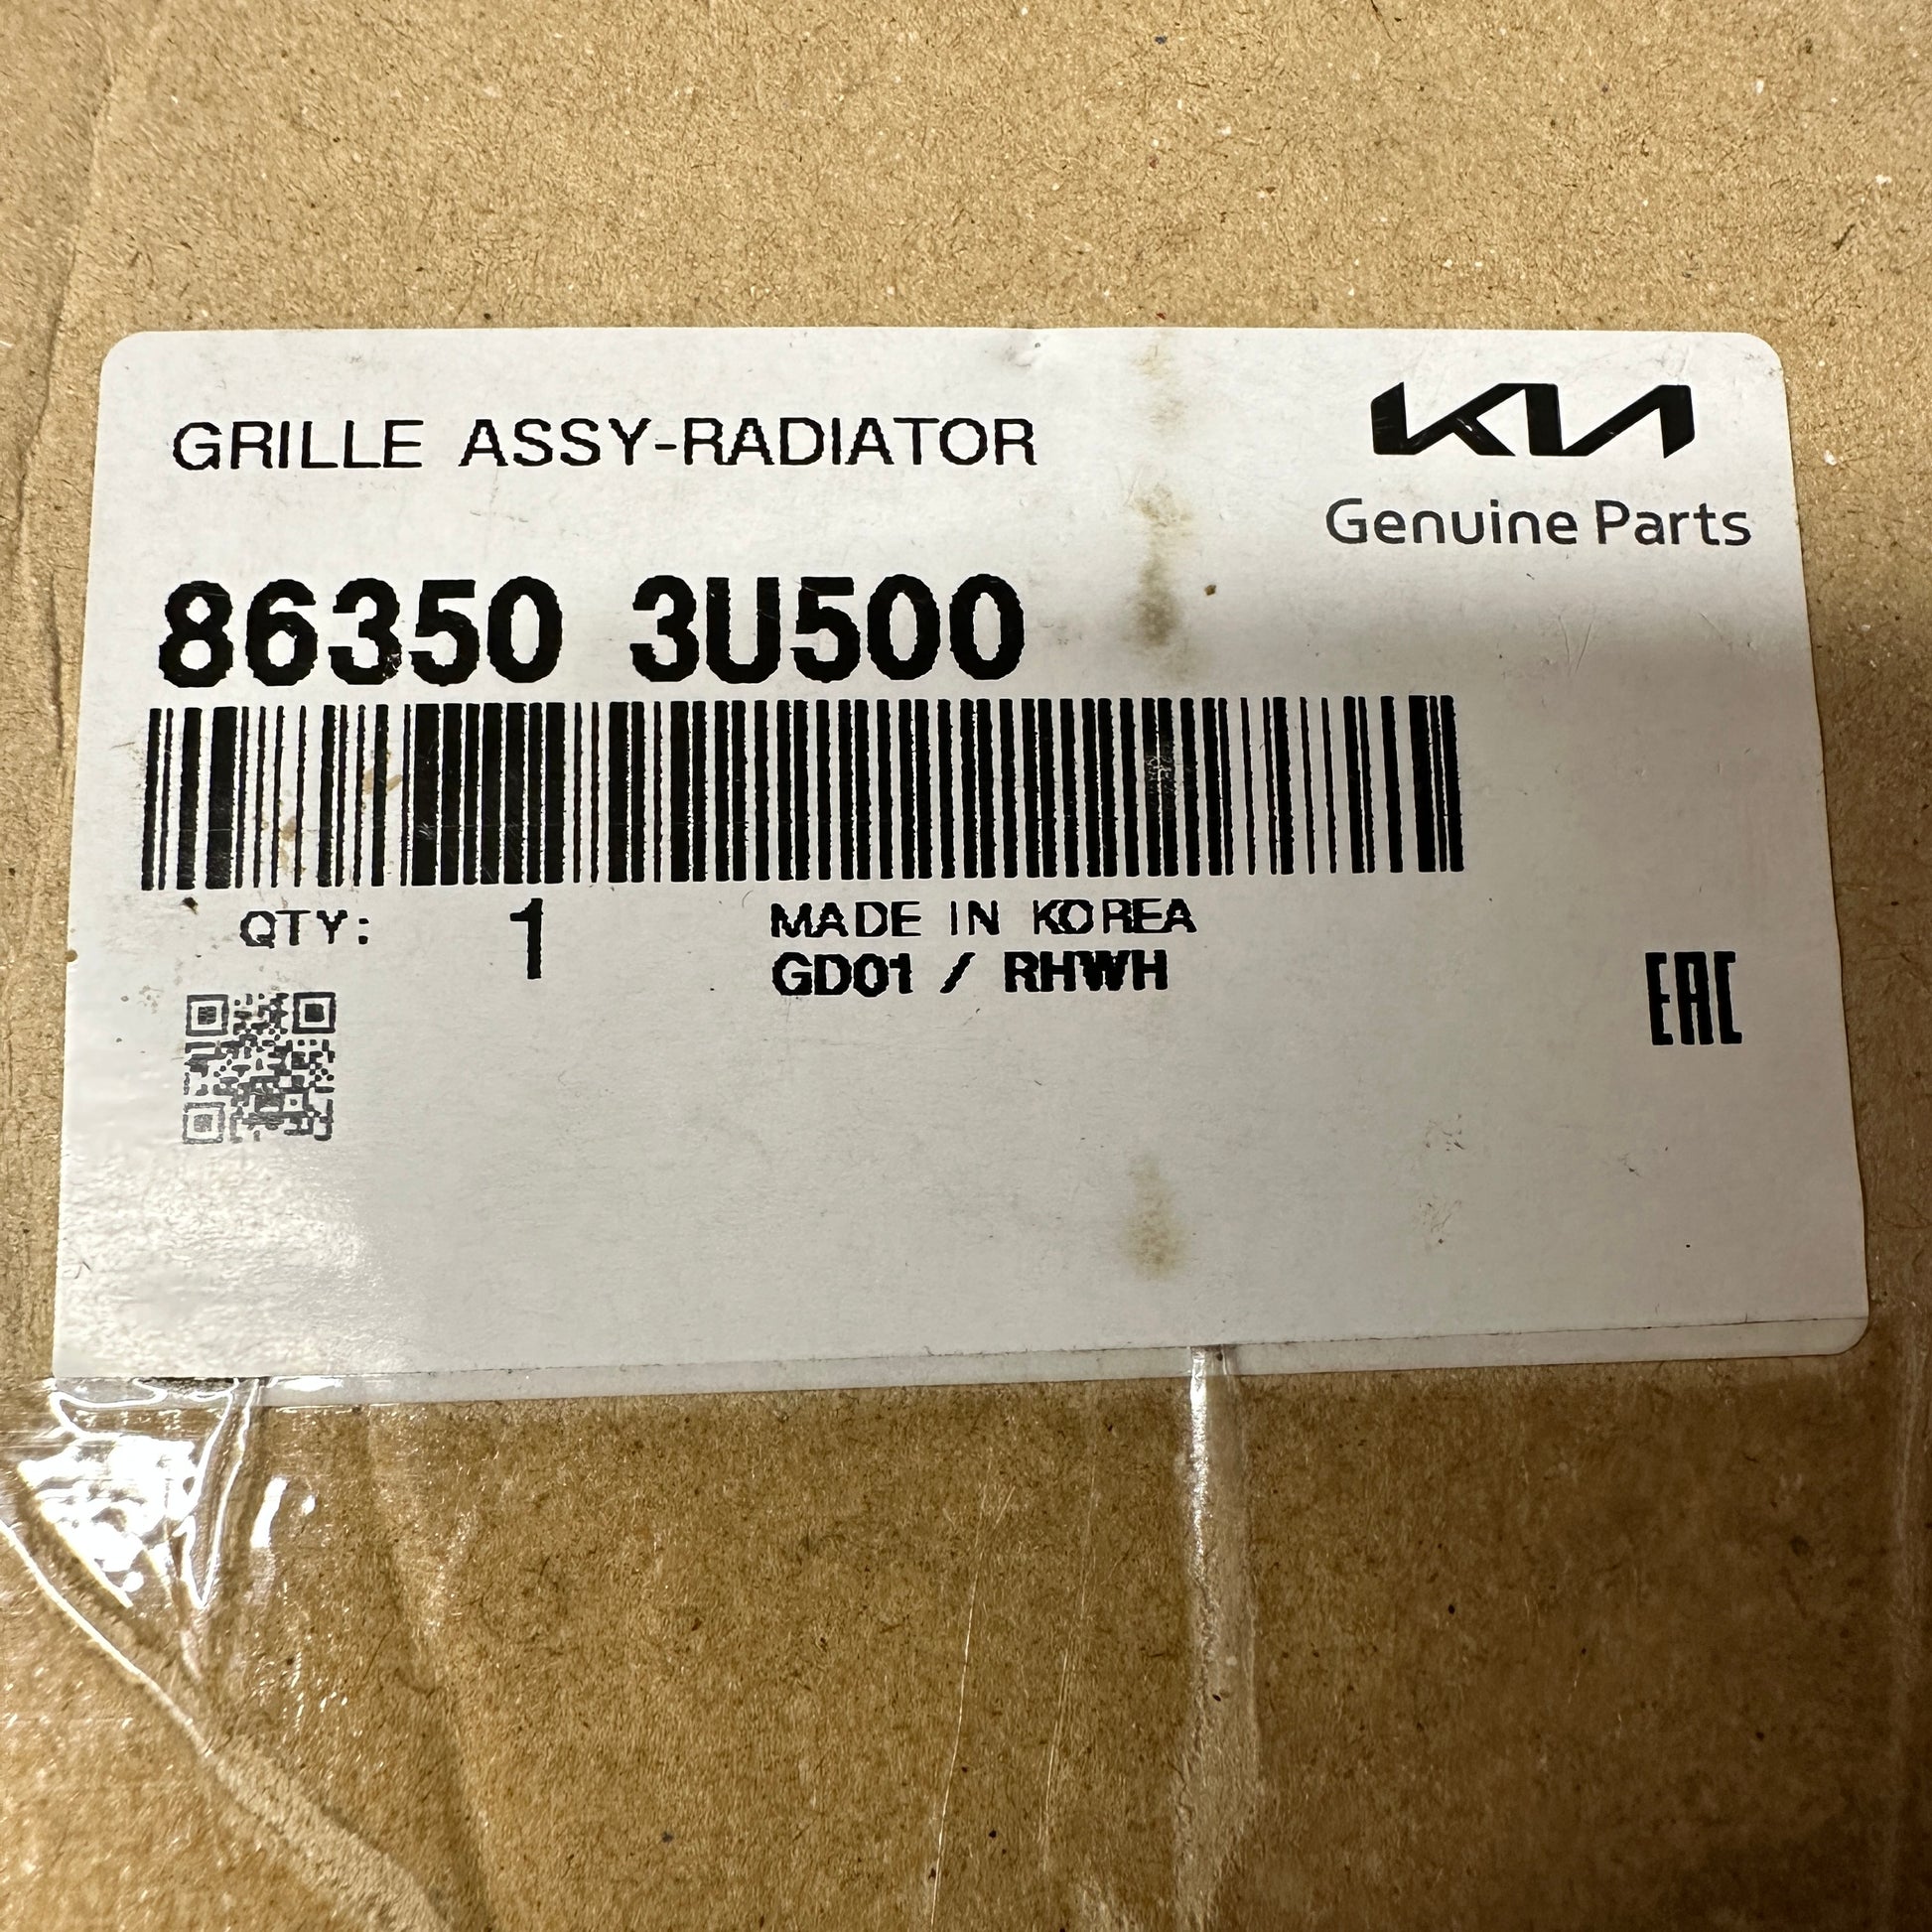 GRILLE ASSY-RADIATOR
KIA
Genuine Parts
86350 3U500
QTY: 1
MADE IN KOREA
GD01 / RHWH
EAC